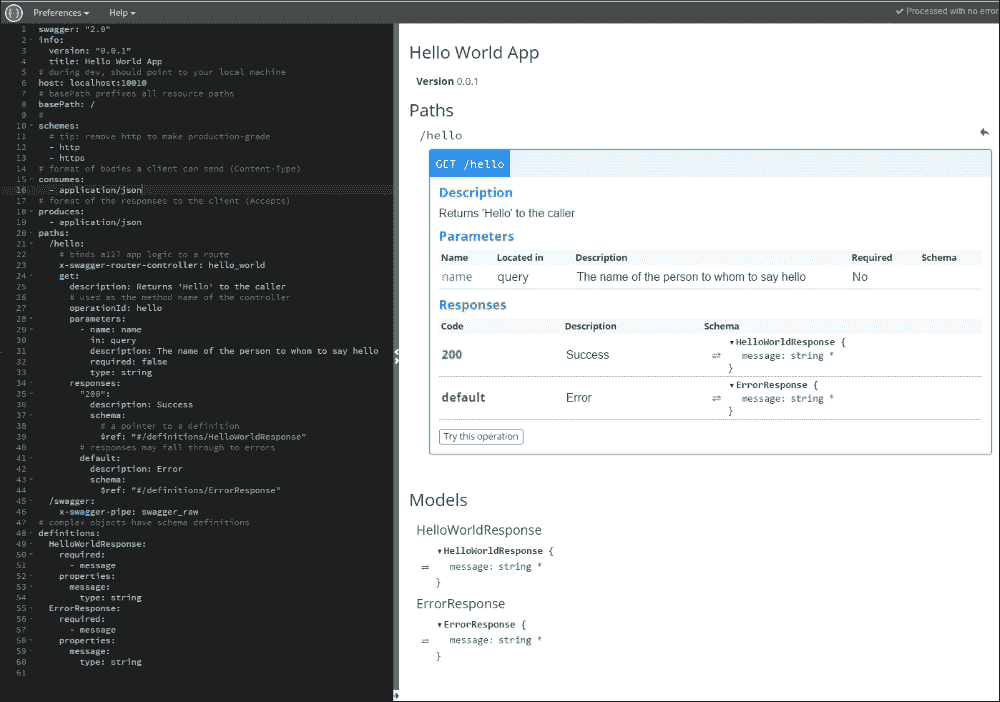 Preferences Help Processed with no error
1 swagger: "2.0"
2 info:
3 version: "0.0.1"
4 title: Hello World App
5 # during dev, should point to your local machine
6 host: localhost:10010
7 # basePath prefixes all resource paths
8 basePath: /
9 #
10 schemes:
11 # tip: remove http to make production-grade
12 - http
13 - https
14 # format of bodies a client can send (Content-Type)
15 consumes:
16 - application/json
17 # format of the responses to the client (Accepts)
18 produces:
19 - application/json
20 paths:
21 /hello:
22 # binds a127 app logic to a route
23 x-swagger-router-controller: hello_world
24 get:
25 description: Returns 'Hello' to the caller
26 # used as the method name of the controller
27 operationId: hello
28 parameters:
29 - name: name
30 in: query
31 description: The name of the person to whom to say hello
32 required: false
33 type: string
34 responses:
35 "200":
36 description: Success
37 schema:
38 # a pointer to a definition
39 $ref: "#/definitions/HelloWorldResponse"
40 # responses may fall through to errors
41 default:
42 description: Error
43 schema:
44 $ref: "#/definitions/ErrorResponse"
45 /swagger:
46 x-swagger-pipe: swagger_raw
47 # complex objects have schema definitions
48 definitions:
49 HelloWorldResponse:
50 required:
51 - message
52 properties:
53 message:
54 type: string
55 ErrorResponse:
56 required:
57 - message
58 properties:
59 message:
60 type: string
61
Hello World App
Version 0.0.1
Paths
/hello
GET /hello
Description
Returns 'Hello' to the caller
Parameters
Name Located in Description Required Schema
name query The name of the person to whom to say hello No
Responses
Code Description Schema
200 Success HelloWorldResponse {
message: string *
}
default Error ErrorResponse {
message: string *
}
Try this operation
Models
HelloWorldResponse
HelloWorldResponse {
message: string *
}
ErrorResponse
ErrorResponse {
message: string *
}